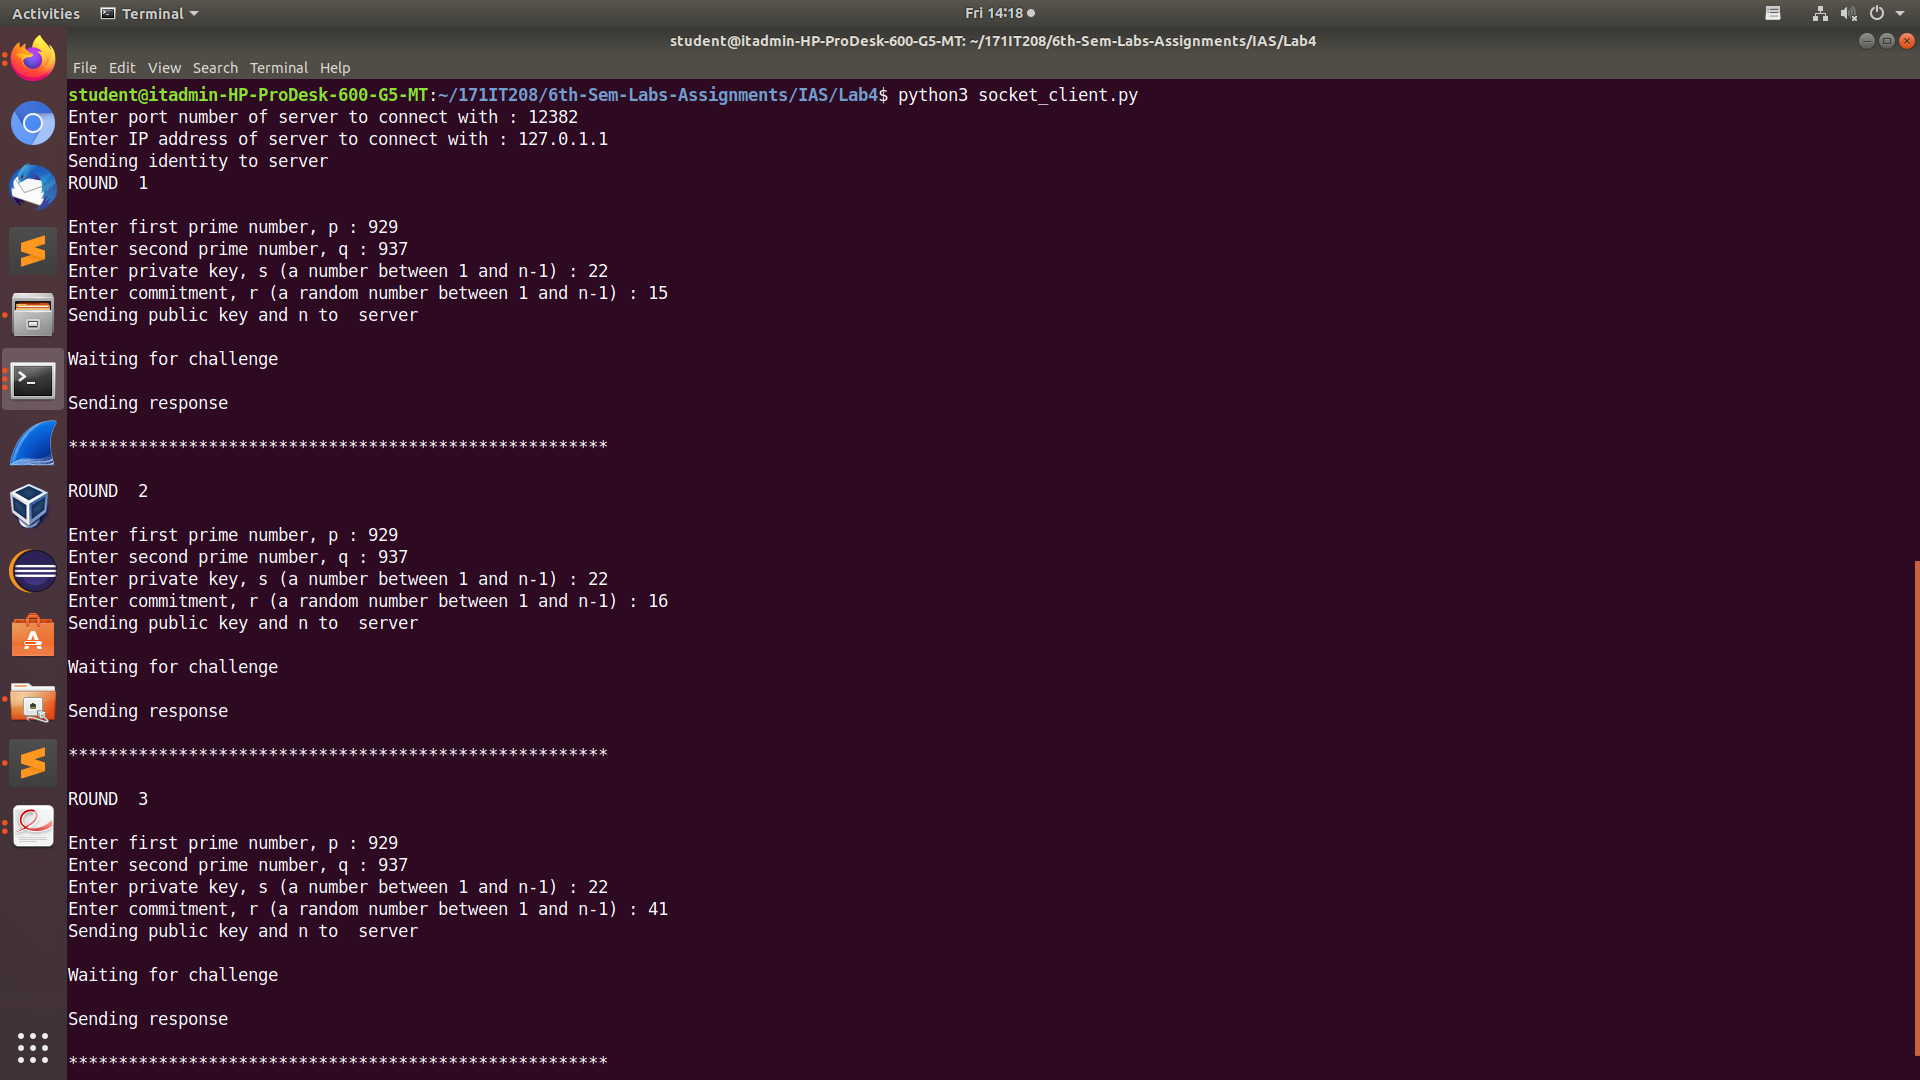 Activities Terminal Fri 14:18
student@itadmin-HP-ProDesk-600-G5-MT: ~/171IT208/6th-Sem-Labs-Assignments/IAS/Lab4
File Edit View Search Terminal Help
student@itadmin-HP-ProDesk-600-G5-MT:~/171IT208/6th-Sem-Labs-Assignments/IAS/Lab4$ python3 socket_client.py
Enter port number of server to connect with : 12382
Enter IP address of server to connect with : 127.0.1.1
Sending identity to server
ROUND  1
Enter first prime number, p : 929
Enter second prime number, q : 937
Enter private key, s (a number between 1 and n-1) : 22
Enter commitment, r (a random number between 1 and n-1) : 15
Sending public key and n to  server
Waiting for challenge
Sending response
******************************************************
ROUND  2
Enter first prime number, p : 929
Enter second prime number, q : 937
Enter private key, s (a number between 1 and n-1) : 22
Enter commitment, r (a random number between 1 and n-1) : 16
Sending public key and n to  server
Waiting for challenge
Sending response
******************************************************
ROUND  3
Enter first prime number, p : 929
Enter second prime number, q : 937
Enter private key, s (a number between 1 and n-1) : 22
Enter commitment, r (a random number between 1 and n-1) : 41
Sending public key and n to  server
Waiting for challenge
Sending response
******************************************************